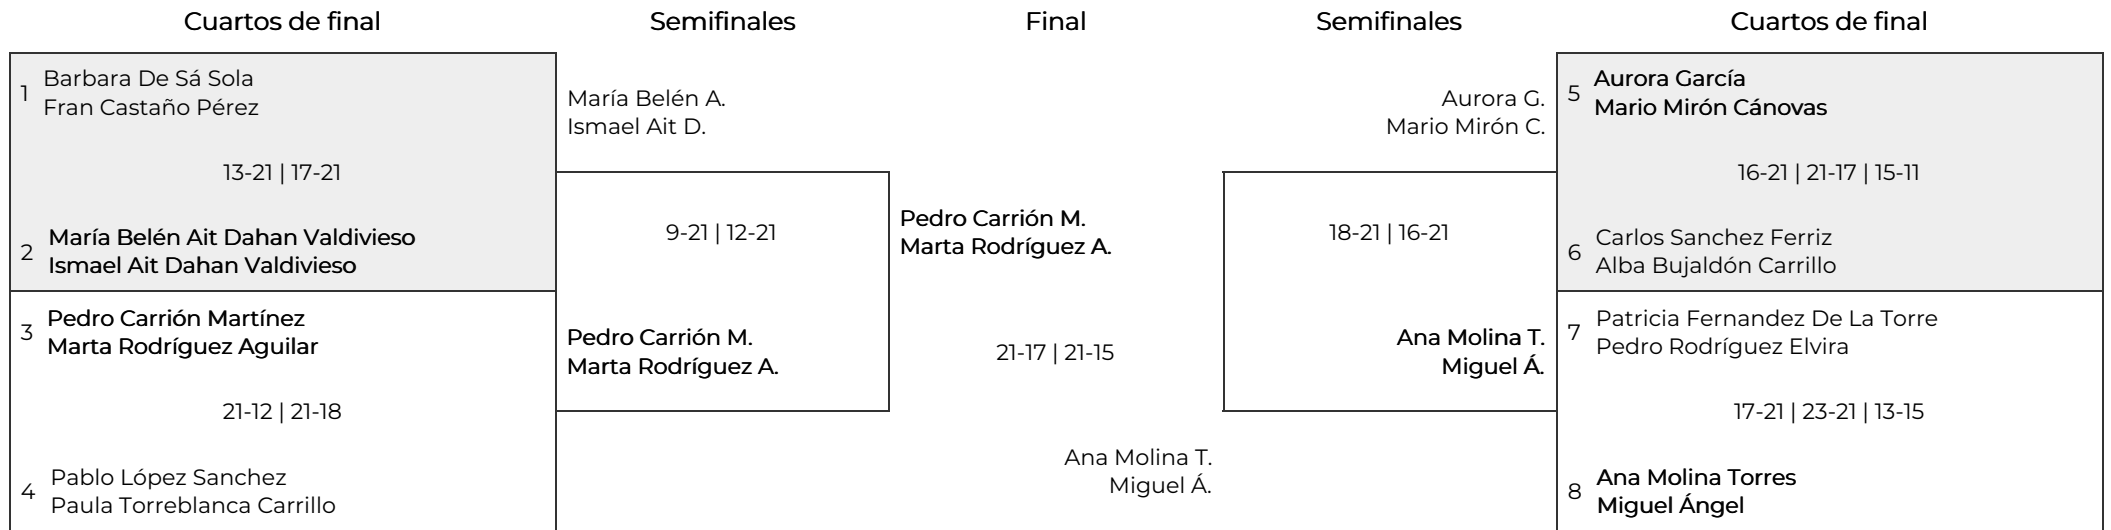 Cuartos de final
Semifinales
Final
Semifinales
Cuartos de final
1
Barbara De Sá Sola
Fran Castaño Pérez
13-21 | 17-21
2
María Belén Ait Dahan Valdivieso
Ismael Ait Dahan Valdivieso
3
Pedro Carrión Martínez
Marta Rodríguez Aguilar
21-12 | 21-18
4
Pablo López Sanchez
Paula Torreblanca Carrillo
María Belén A.
Ismael Ait D.
9-21 | 12-21
Pedro Carrión M.
Marta Rodríguez A.
Pedro Carrión M.
Marta Rodríguez A.
21-17 | 21-15
Ana Molina T.
Miguel Á.
Aurora G.
Mario Mirón C.
18-21 | 16-21
Ana Molina T.
Miguel Á.
5
Aurora García
Mario Mirón Cánovas
16-21 | 21-17 | 15-11
6
Carlos Sanchez Ferriz
Alba Bujaldón Carrillo
7
Patricia Fernandez De La Torre
Pedro Rodríguez Elvira
17-21 | 23-21 | 13-15
8
Ana Molina Torres
Miguel Ángel